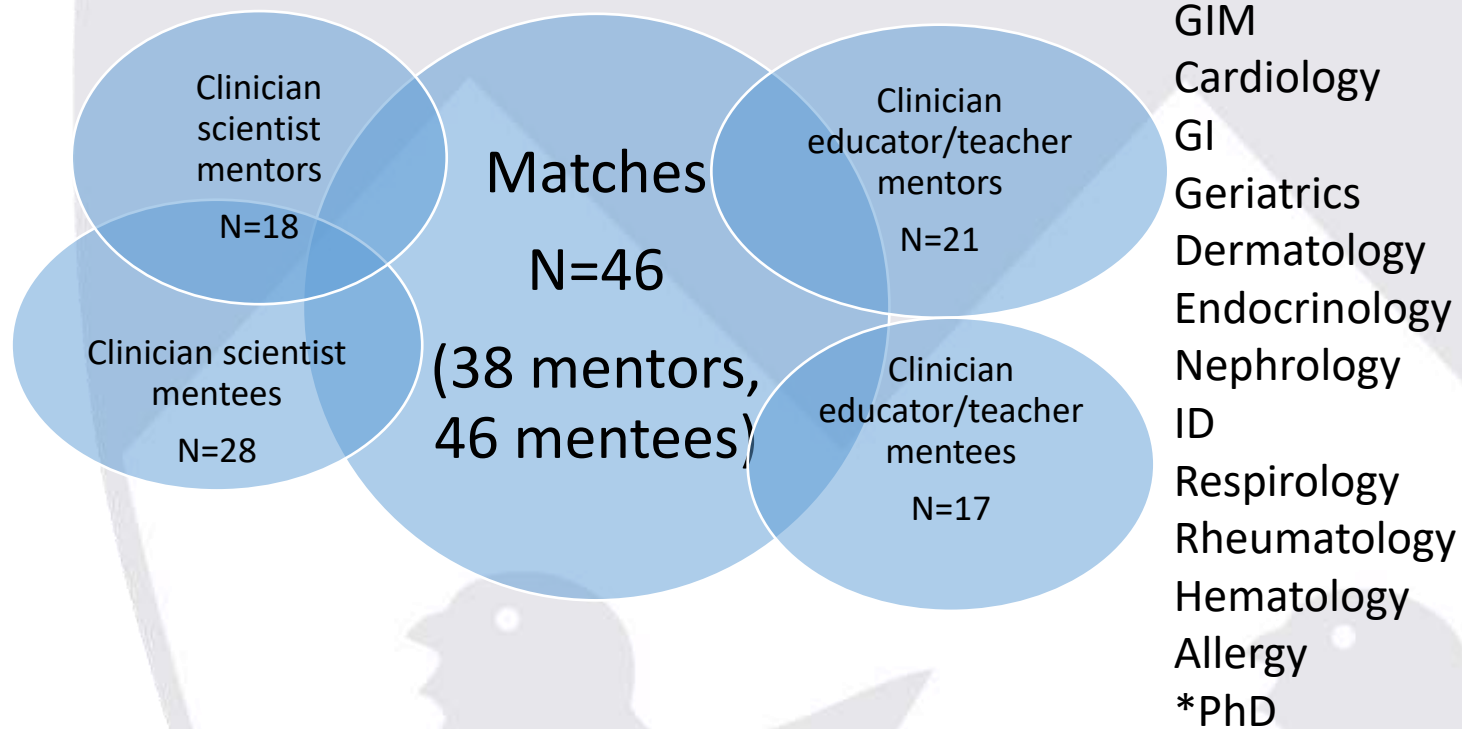 Clinician
scientist
mentors
N=18
Clinician scientist
mentees
N=28
Matches
N=46
(38 mentors,
46 mentees)
Clinician
educator/teacher
mentors
N=21
Clinician
educator/teacher
mentees
N=17
GIM
Cardiology
GI
Geriatrics
Dermatology
Endocrinology
Nephrology
ID
Respirology
Rheumatology
Hematology
Allergy
*PhD